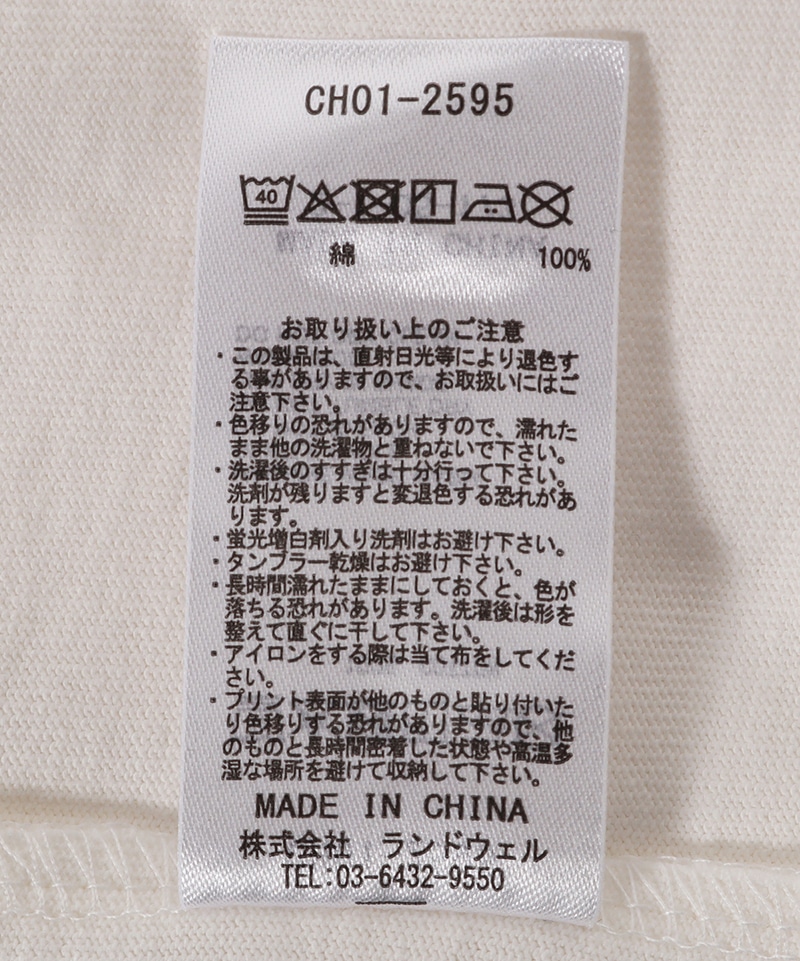 CH01-2595
40
綿 100%
お取り扱い上のご注意
・この製品は、直射日光等により退色す
る事がありますので、お取扱いにはご
注意下さい。
・色移りの恐れがありますので、濡れた
まま他の洗濯物と重ねないで下さい。
・洗濯後のすすぎは十分行って下さい。
洗剤が残りますと変退色する恐れがあ
ります。
・蛍光増白剤入り洗剤はお避け下さい。
・タンブラー乾燥はお避け下さい。
・長時間濡れたままにしておくと、色が
落ちる恐れがあります。洗濯後は形を
整えて直ぐに干して下さい。
・アイロンをする際は当て布をしてくだ
さい。
・プリント表面が他のものと貼り付いた
り色移りする恐れがありますので、他
のものと長時間密着した状態や高温多
湿な場所を避けて収納して下さい。
MADE IN CHINA
株式会社 ランドウェル
TEL:03-6432-9550